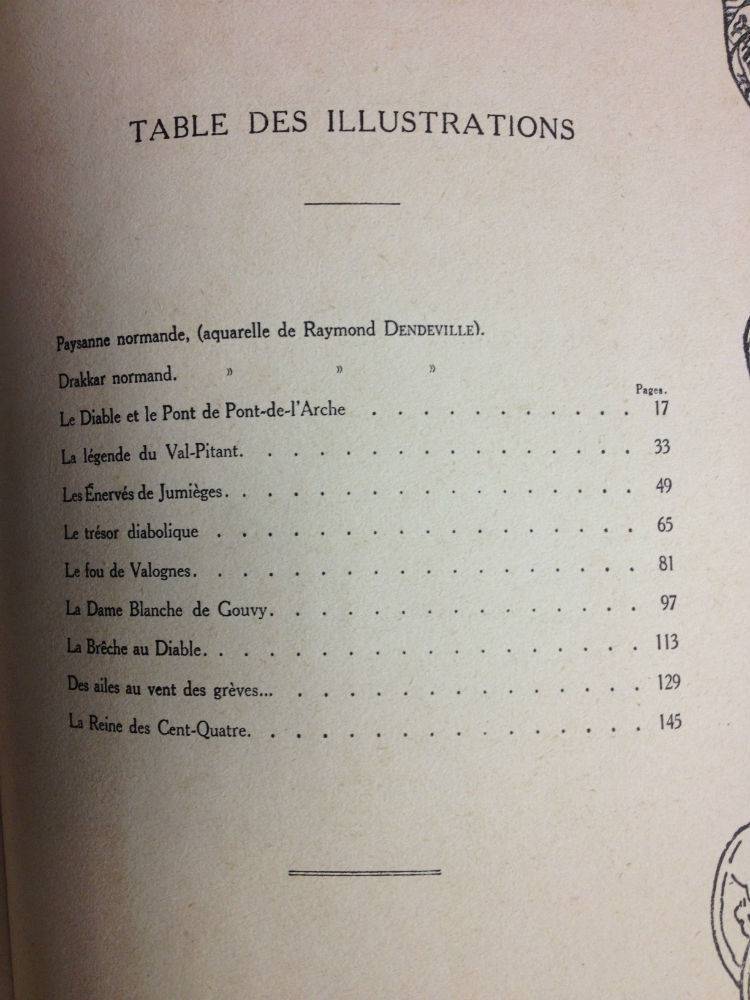 TABLE DES ILLUSTRATIONS
Paysanne normande, (aquarelle de Raymond DENDEVILLE).
Drakkar normand. » » »
Pages.
Le Diable et le Pont de Pont-de-l'Arche . . . . . . . . . . . 17
La légende du Val-Pitant. . . . . . . . . . . . . . . . 33
Les Énervés de Jumièges. . . . . . . . . . . . . . . . . 49
Le trésor diabolique . . . . . . . . . . . . . . . . . 65
Le fou de Valognes. . . . . . . . . . . . . . . . . . 81
La Dame Blanche de Gouvy. . . . . . . . . . . . . . . 97
La Brêche au Diable. . . . . . . . . . . . . . . . . . 113
Des ailes au vent des grèves... . . . . . . . . . . . . . . 129
La Reine des Cent-Quatre. . . . . . . . . . . . . . . . 145